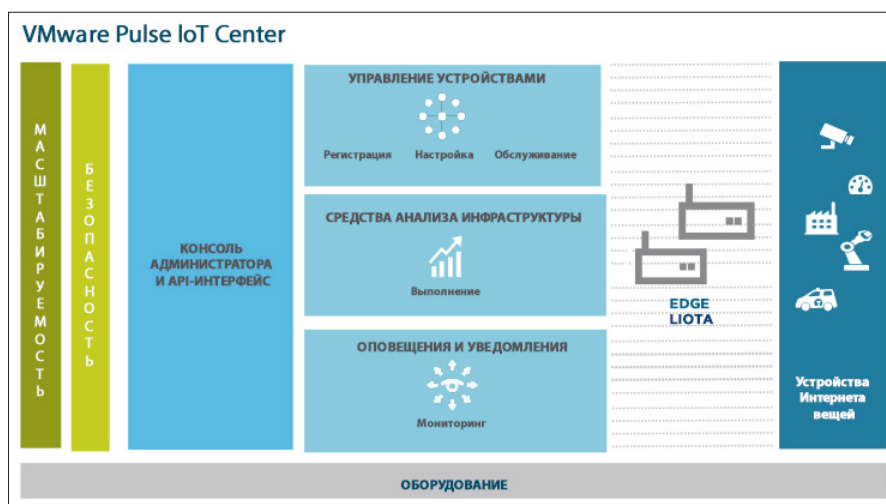 VMware Pulse IoT Center
МАСШТАБИРУЕМОСТЬ
БЕЗОПАСНОСТЬ
КОНСОЛЬ
АДМИНИСТРАТОРА
И API-ИНТЕРФЕЙС
УПРАВЛЕНИЕ УСТРОЙСТВАМИ
Регистрация Настройка Обслуживание
СРЕДСТВА АНАЛИЗА ИНФРАСТРУКТУРЫ
Выполнение
ОПОВЕЩЕНИЯ И УВЕДОМЛЕНИЯ
Мониторинг
EDGE
LIOTA
Устройства
Интернета
вещей
ОБОРУДОВАНИЕ